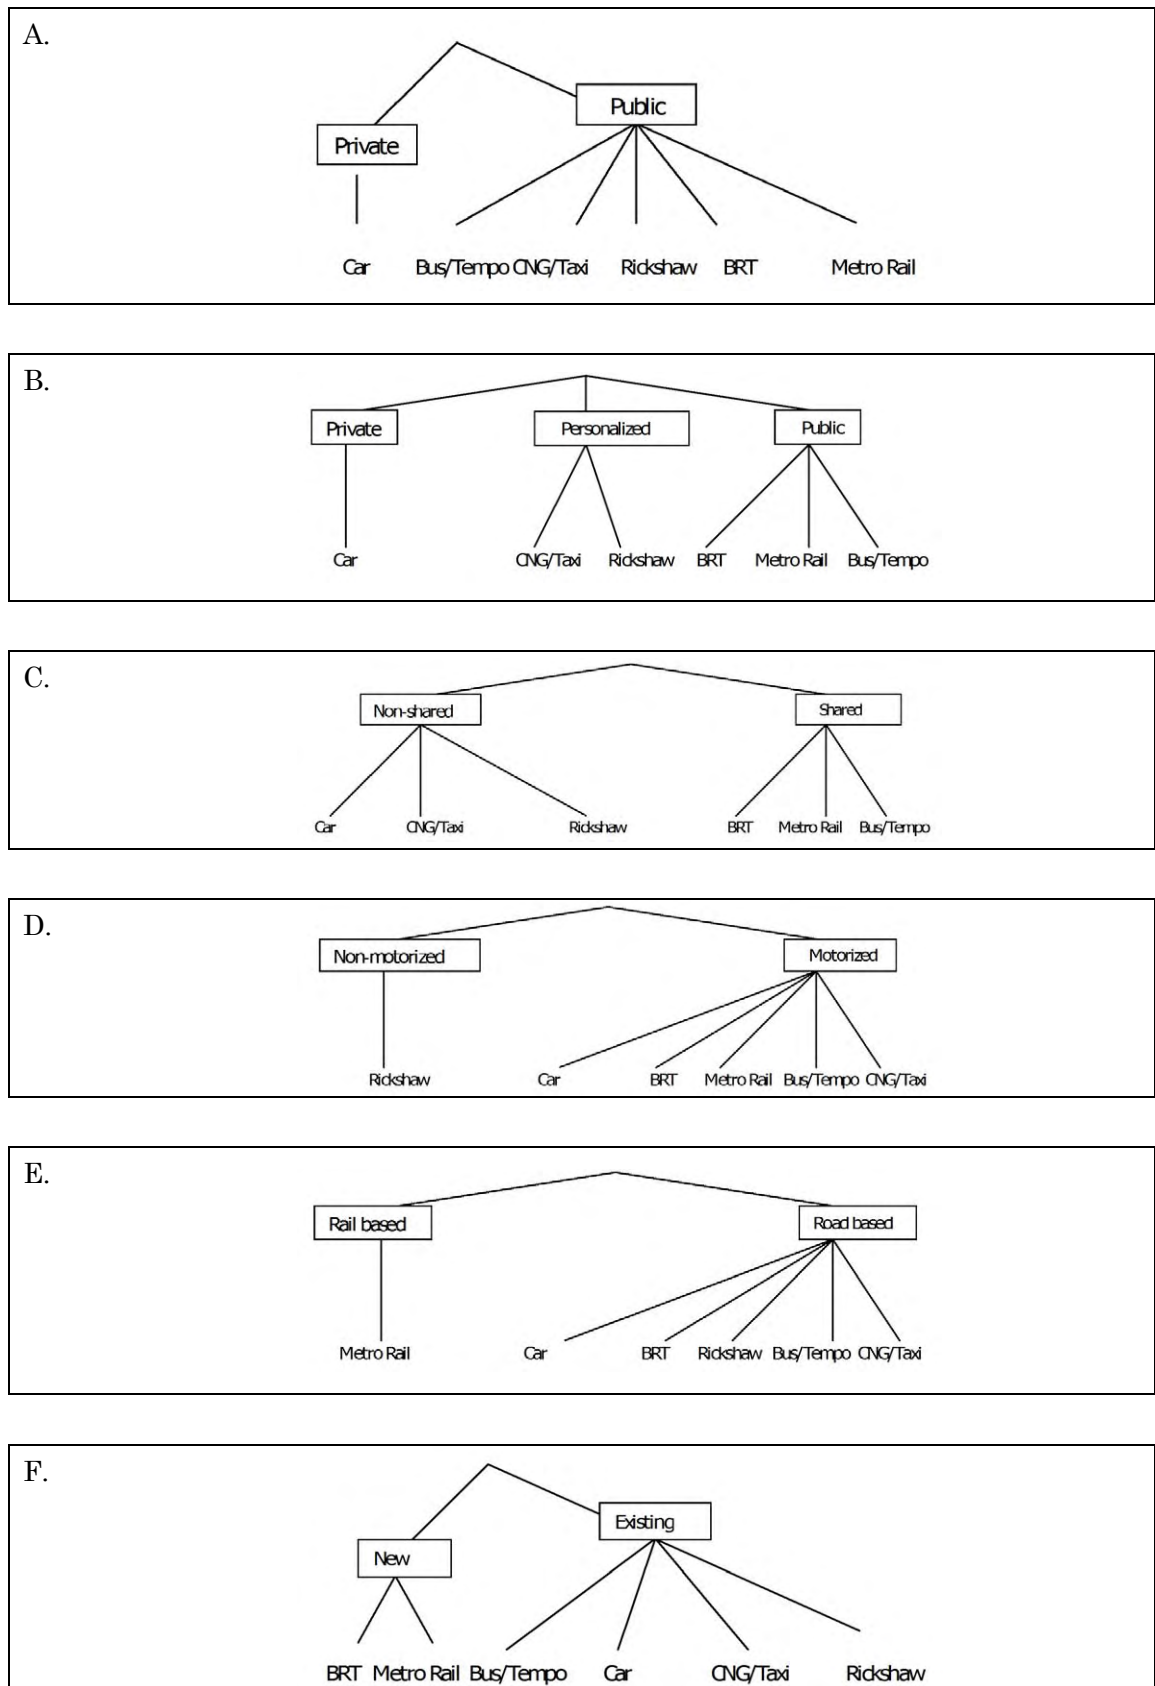 A.
Public
Private
Car Bus/Tempo CNG/Taxi Rickshaw BRT Metro Rail
B.
Private Personalized Public
Car CNG/Taxi Rickshaw BRT Metro Rail Bus/Tempo
C.
Non-shared Shared
Car CNG/Taxi Rickshaw BRT Metro Rail Bus/Tempo
D.
Non-motorized Motorized
Rickshaw Car BRT Metro Rail Bus/Tempo CNG/Taxi
E.
Rail based Road based
Metro Rail Car BRT Rickshaw Bus/Tempo CNG/Taxi
F.
Existing
New
BRT Metro Rail Bus/Tempo Car CNG/Taxi Rickshaw